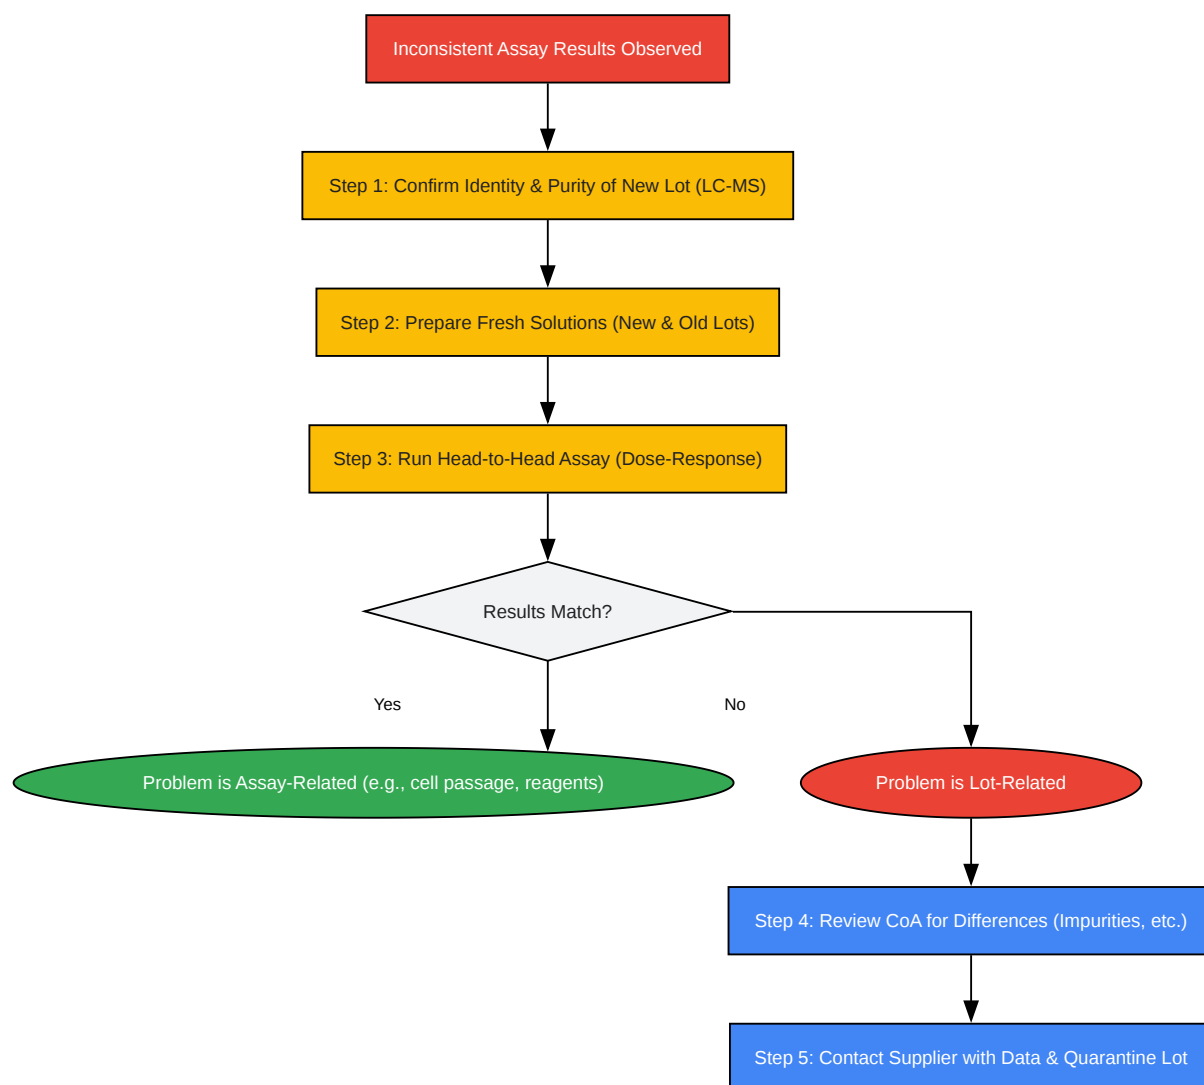 Inconsistent Assay Results Observed
Step 1: Confirm Identity & Purity of New Lot (LC-MS)
Step 2: Prepare Fresh Solutions (New & Old Lots)
Step 3: Run Head-to-Head Assay (Dose-Response)
Results Match?
Yes
No
Problem is Assay-Related (e.g., cell passage, reagents)
Problem is Lot-Related
Step 4: Review CoA for Differences (Impurities, etc.)
Step 5: Contact Supplier with Data & Quarantine Lot